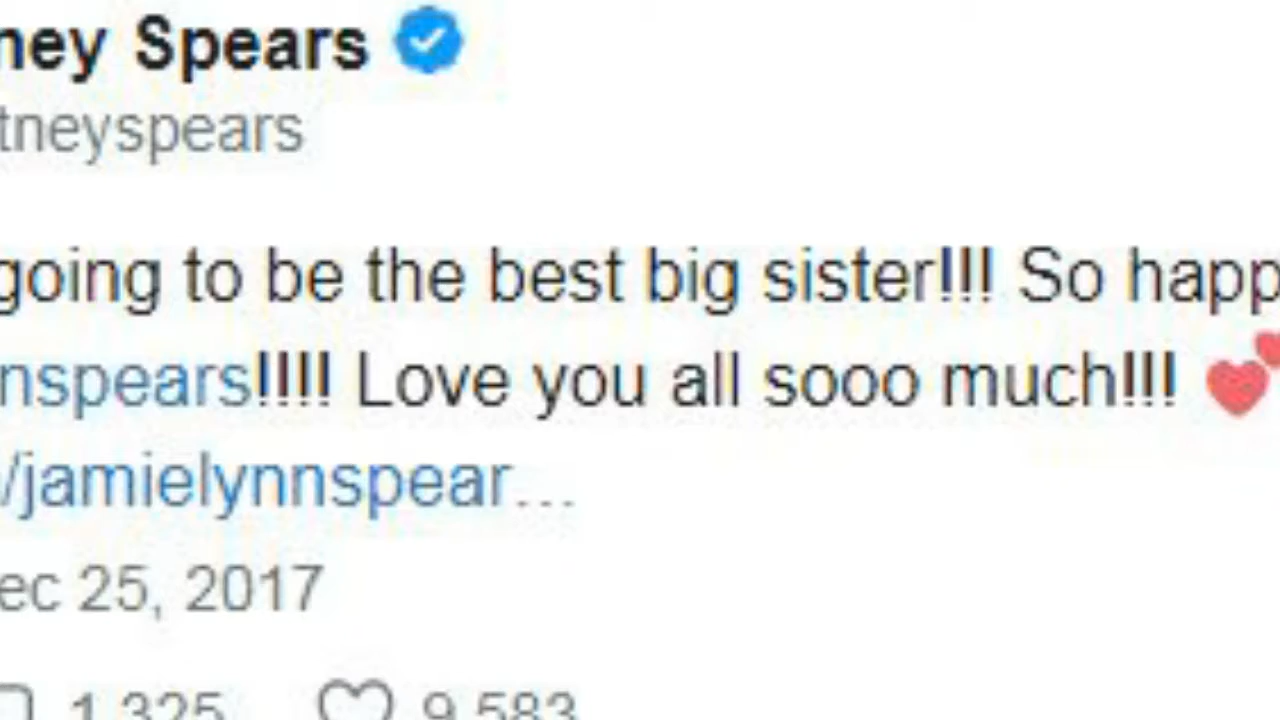 ney Spears
tneyspears
going to be the best big sister!!! So happ
nspears!!!! Love you all sooo much!!! 💕
/jamielynnspear...
ec 25, 2017
1,325 9,583